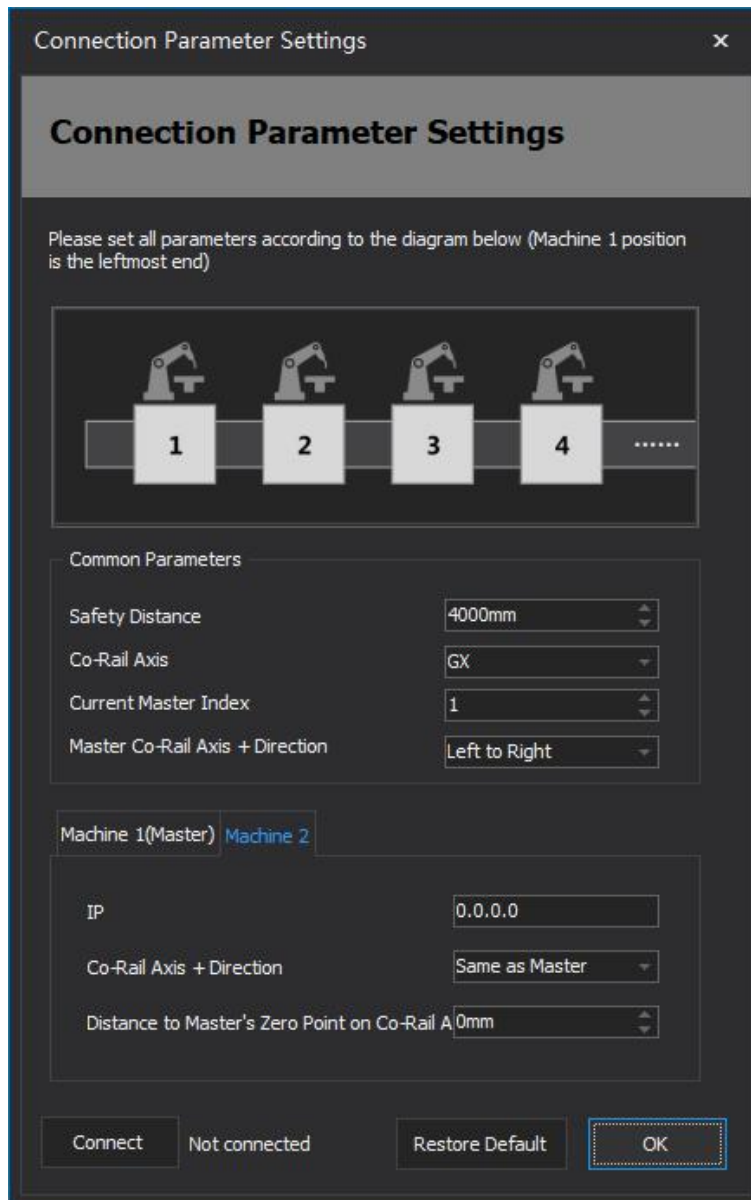 Connection Parameter Settings
Connection Parameter Settings
Please set all parameters according to the diagram below (Machine 1 position
is the leftmost end)
1 2 3 4 ······
Common Parameters
Safety Distance 4000mm
Co-Rail Axis GX
Current Master Index 1
Master Co-Rail Axis + Direction Left to Right
Machine 1(Master) Machine 2
IP 0.0.0.0
Co-Rail Axis + Direction Same as Master
Distance to Master's Zero Point on Co-Rail A 0mm
Connect Not connected Restore Default OK